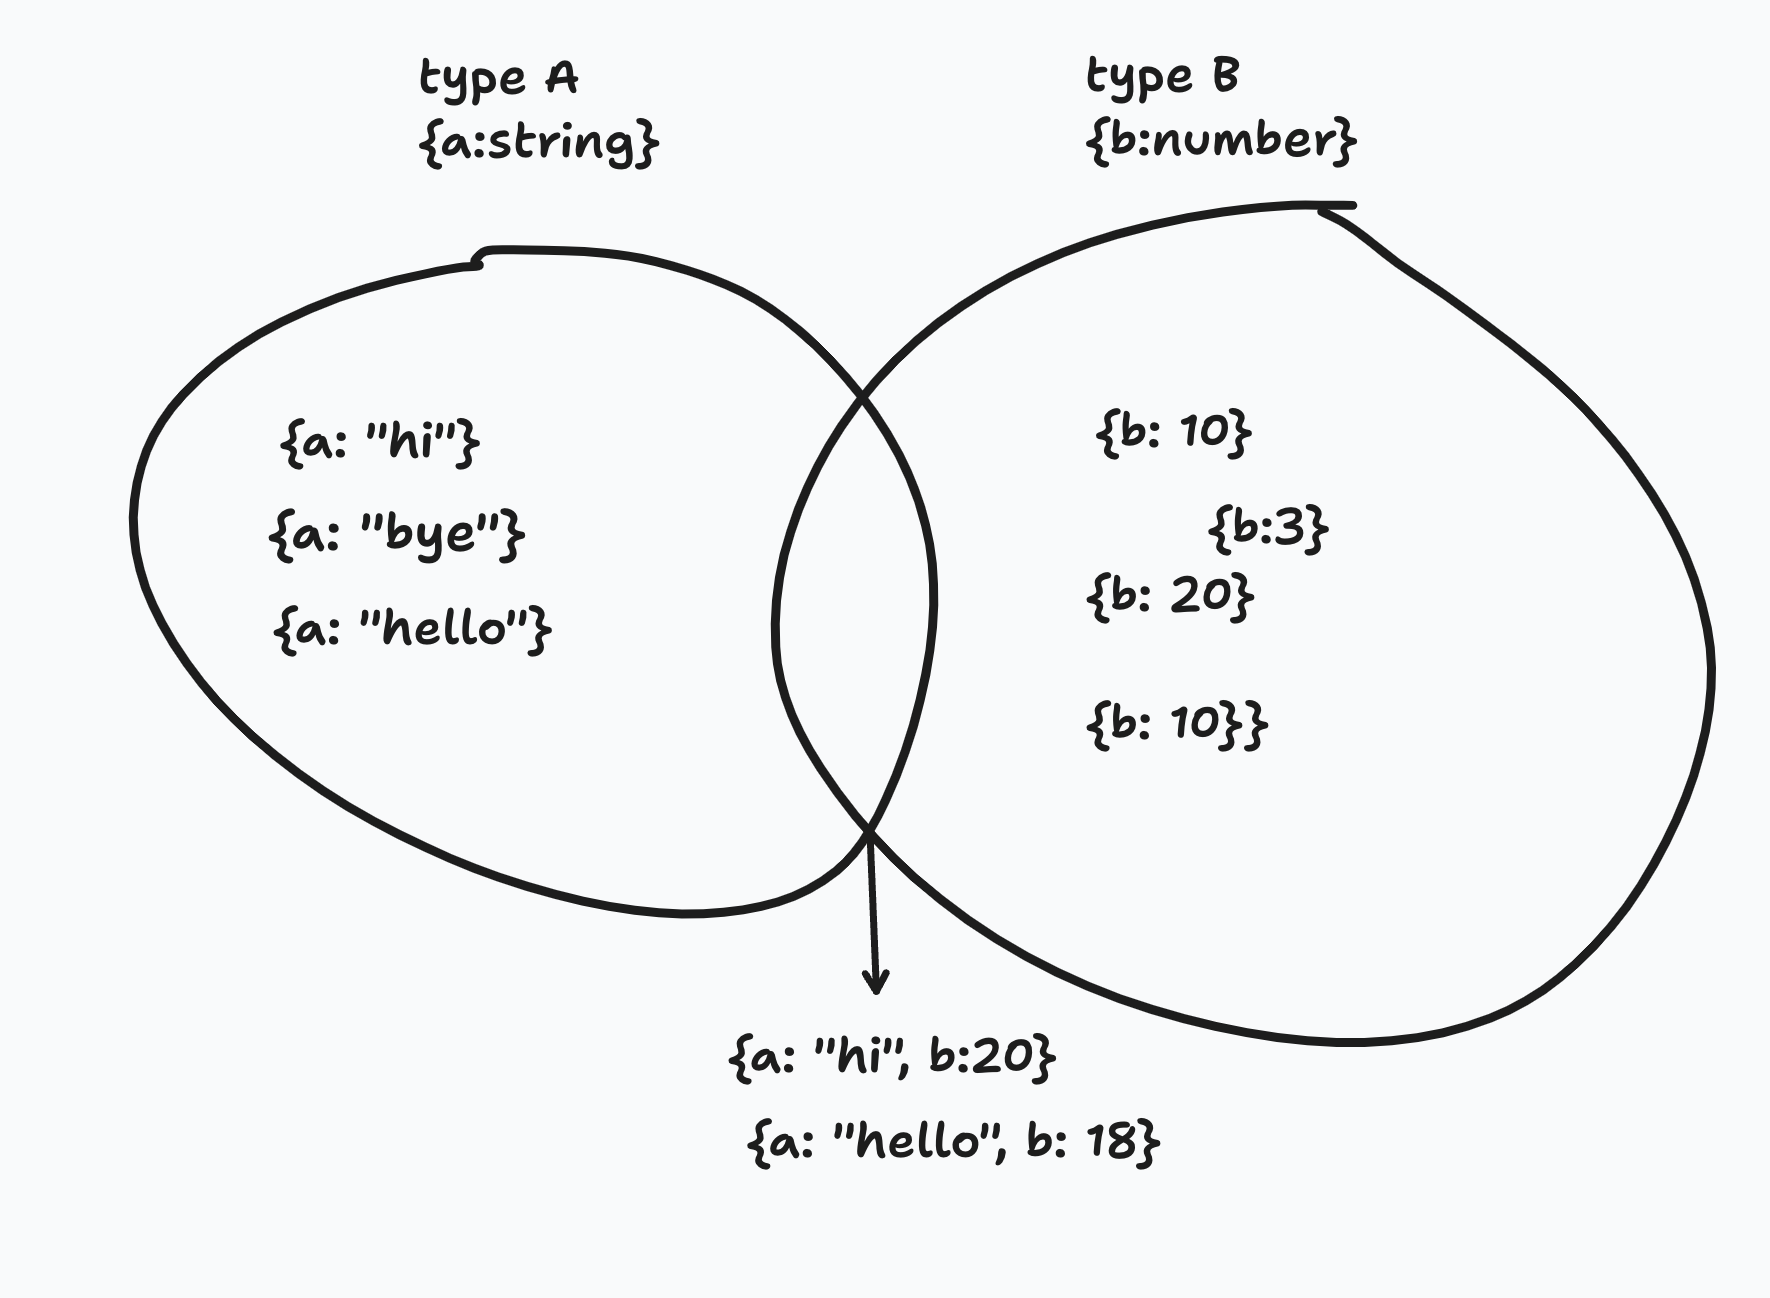 type A
{a:string}
type B
{b:number}
{a: "hi"}
{a: "bye"}
{a: "hello"}
{b: 10}
{b:3}
{b: 20}
{b: 10}}
{a: "hi", b:20}
{a: "hello", b: 18}